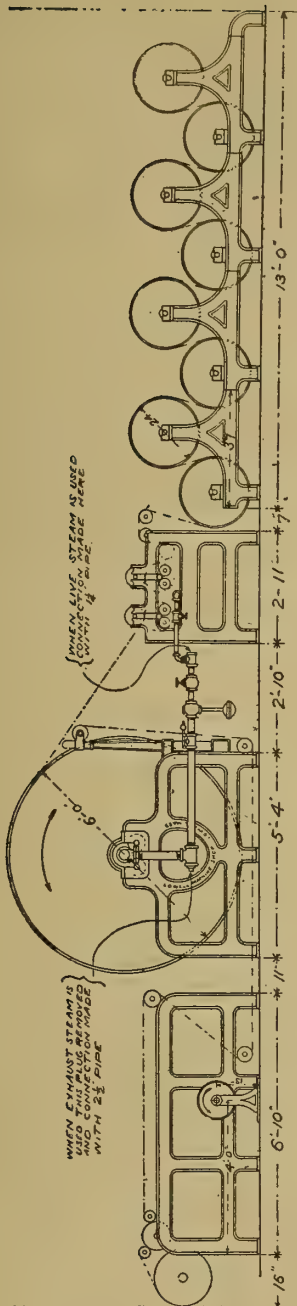 WHEN EXHAUST STEAM IS
USED THIS PLUG REMOVED
AND CONNECTION MADE
WITH 2½" PIPE
WHEN LIVE STEAM IS USED
CONNECTION MADE HERE
WITH 1¼" PIPE
6'-0"
24"
4'-0"
16"
6'-10"
11"
5'-4"
2'-10"
2'-11"
7"
13'-0"